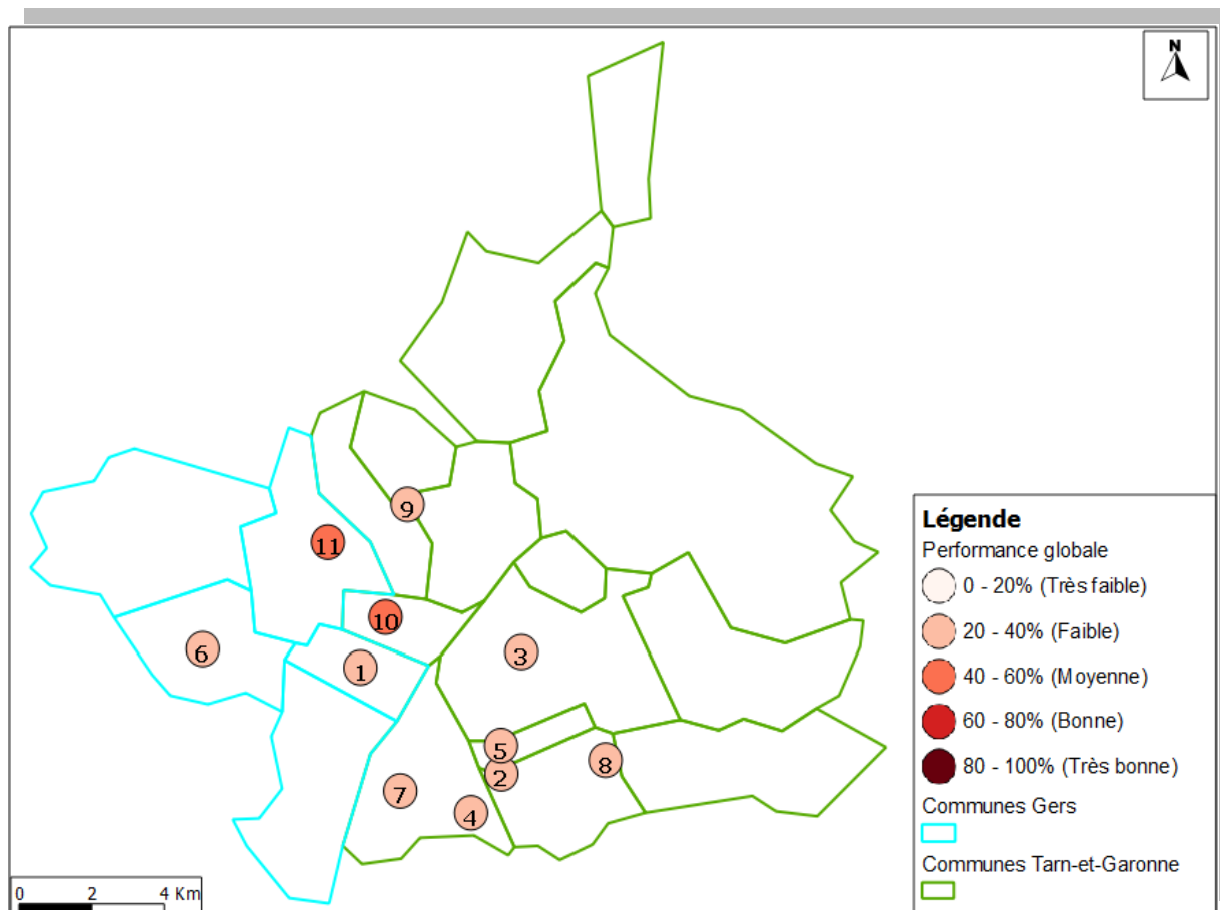 N
9
11
10
6
1
3
5
2
8
7
4
Légende
Performance globale
0 - 20% (Très faible)
20 - 40% (Faible)
40 - 60% (Moyenne)
60 - 80% (Bonne)
80 - 100% (Très bonne)
Communes Gers
Communes Tarn-et-Garonne
0 2 4 Km